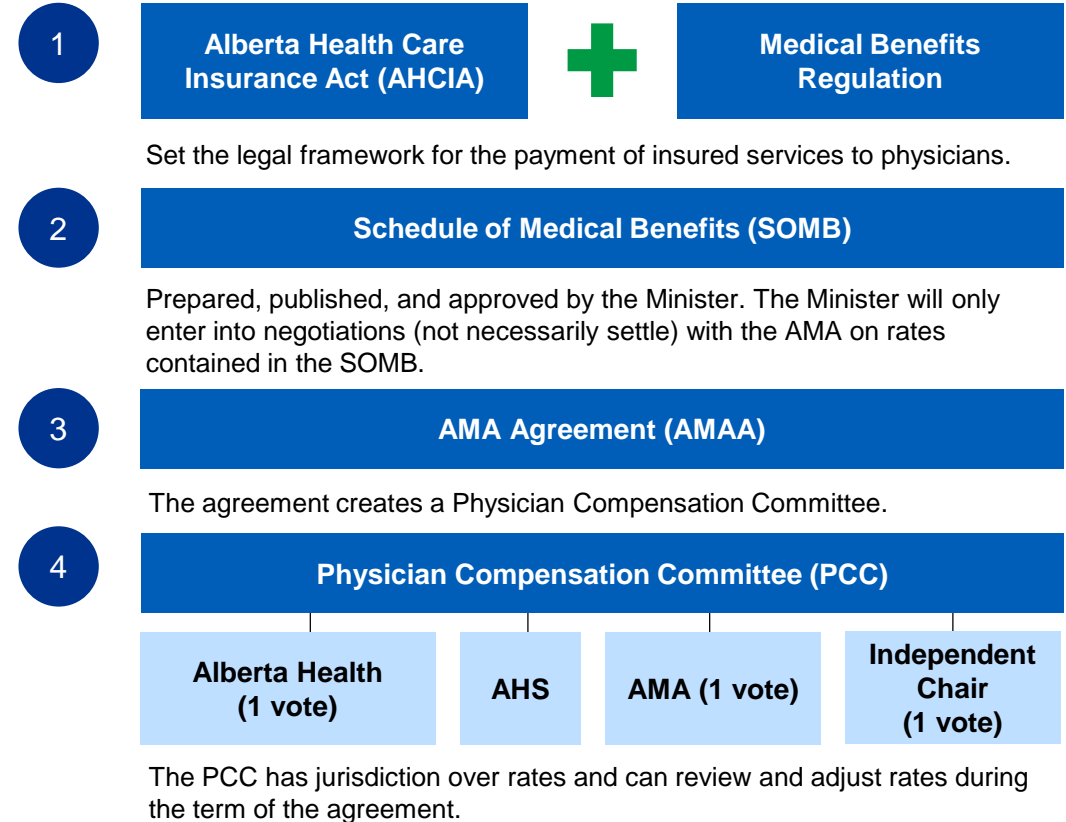 1
Alberta Health Care
Insurance Act (AHCIA)
Medical Benefits
Regulation
Set the legal framework for the payment of insured services to physicians.
2
Schedule of Medical Benefits (SOMB)
Prepared, published, and approved by the Minister. The Minister will only
enter into negotiations (not necessarily settle) with the AMA on rates
contained in the SOMB.
3
AMA Agreement (AMAA)
The agreement creates a Physician Compensation Committee.
4
Physician Compensation Committee (PCC)
Alberta Health
(1 vote)
AHS
AMA (1 vote)
Independent
Chair
(1 vote)
The PCC has jurisdiction over rates and can review and adjust rates during
the term of the agreement.